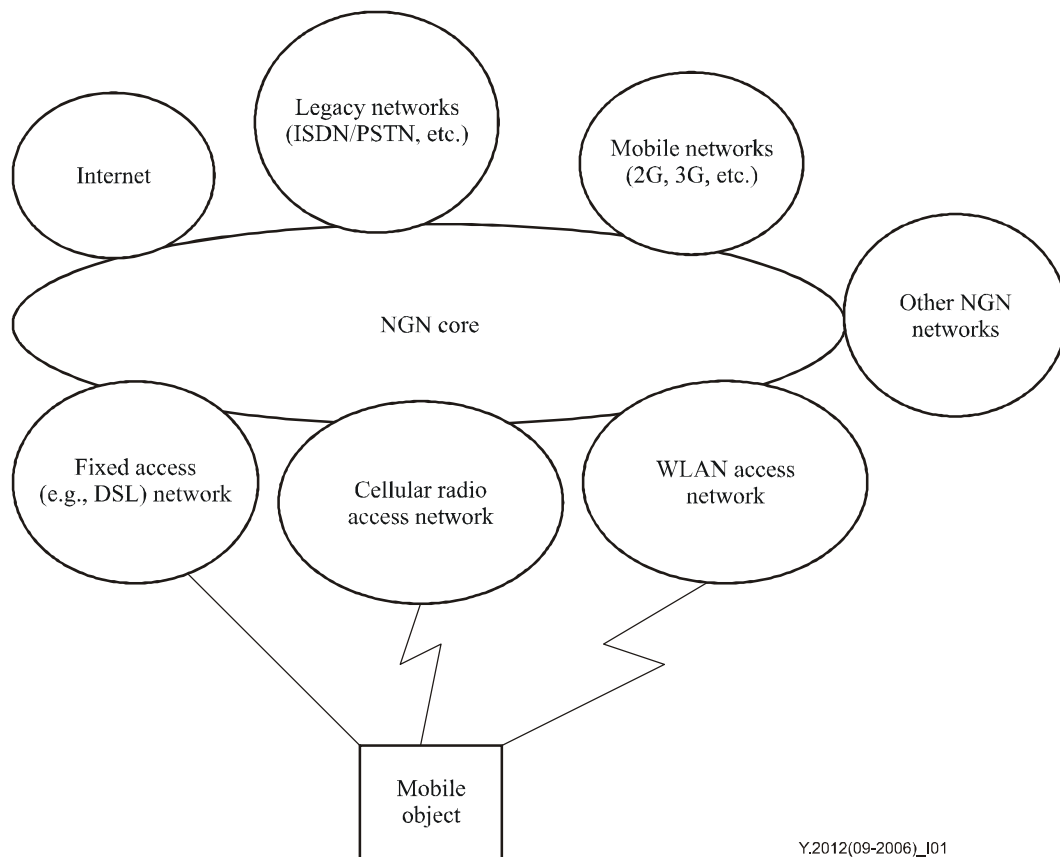 Legacy networks
(ISDN/PSTN, etc.)
Mobile networks
(2G, 3G, etc.)
Internet
Other NGN
networks
NGN core
Fixed access
(e.g., DSL) network
Cellular radio
access network
WLAN access
network
Mobile
object
Y.2012(09-2006)_I01